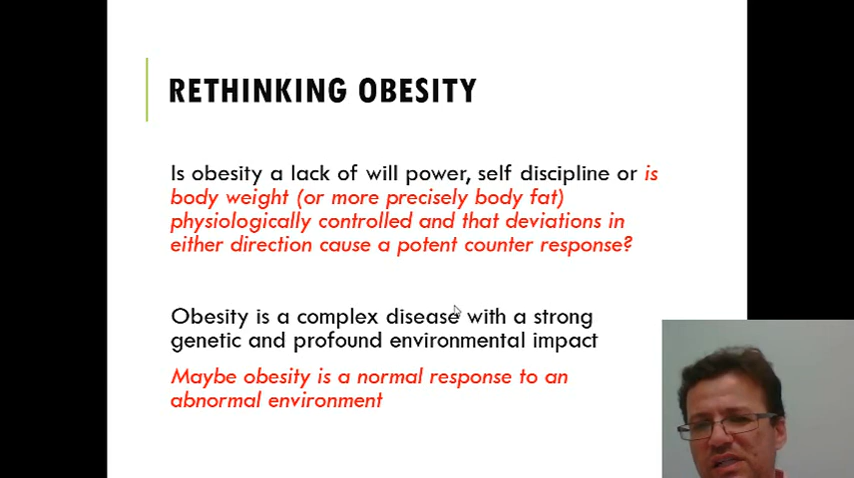 RETHINKING OBESITY
Is obesity a lack of will power, self discipline or is
body weight (or more precisely body fat)
physiologically controlled and that deviations in
either direction cause a potent counter response?
Obesity is a complex disease with a strong
genetic and profound environmental impact
Maybe obesity is a normal response to an
abnormal environment